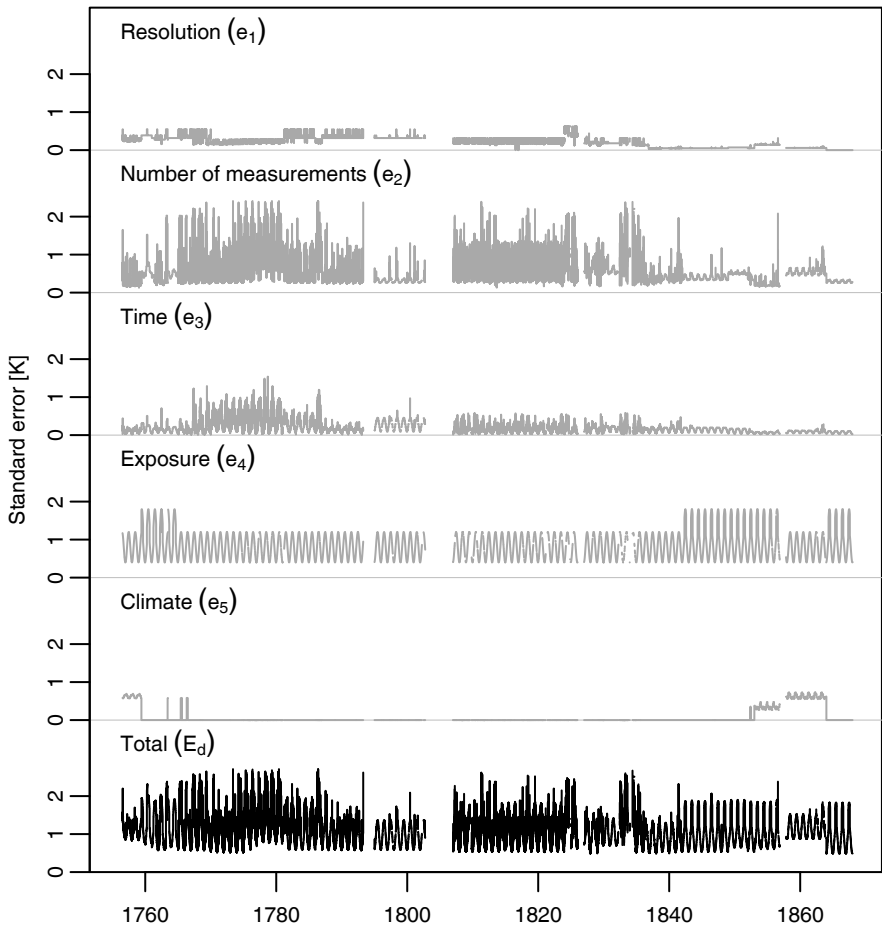 Resolution (e₁)
2
1
0
Number of measurements (e₂)
2
1
0
Time (e₃)
2
1
0
Standard error [K]
Exposure (e₄)
2
1
0
Climate (e₅)
2
1
0
Total (E_d)
2
1
0
1760 1780 1800 1820 1840 1860